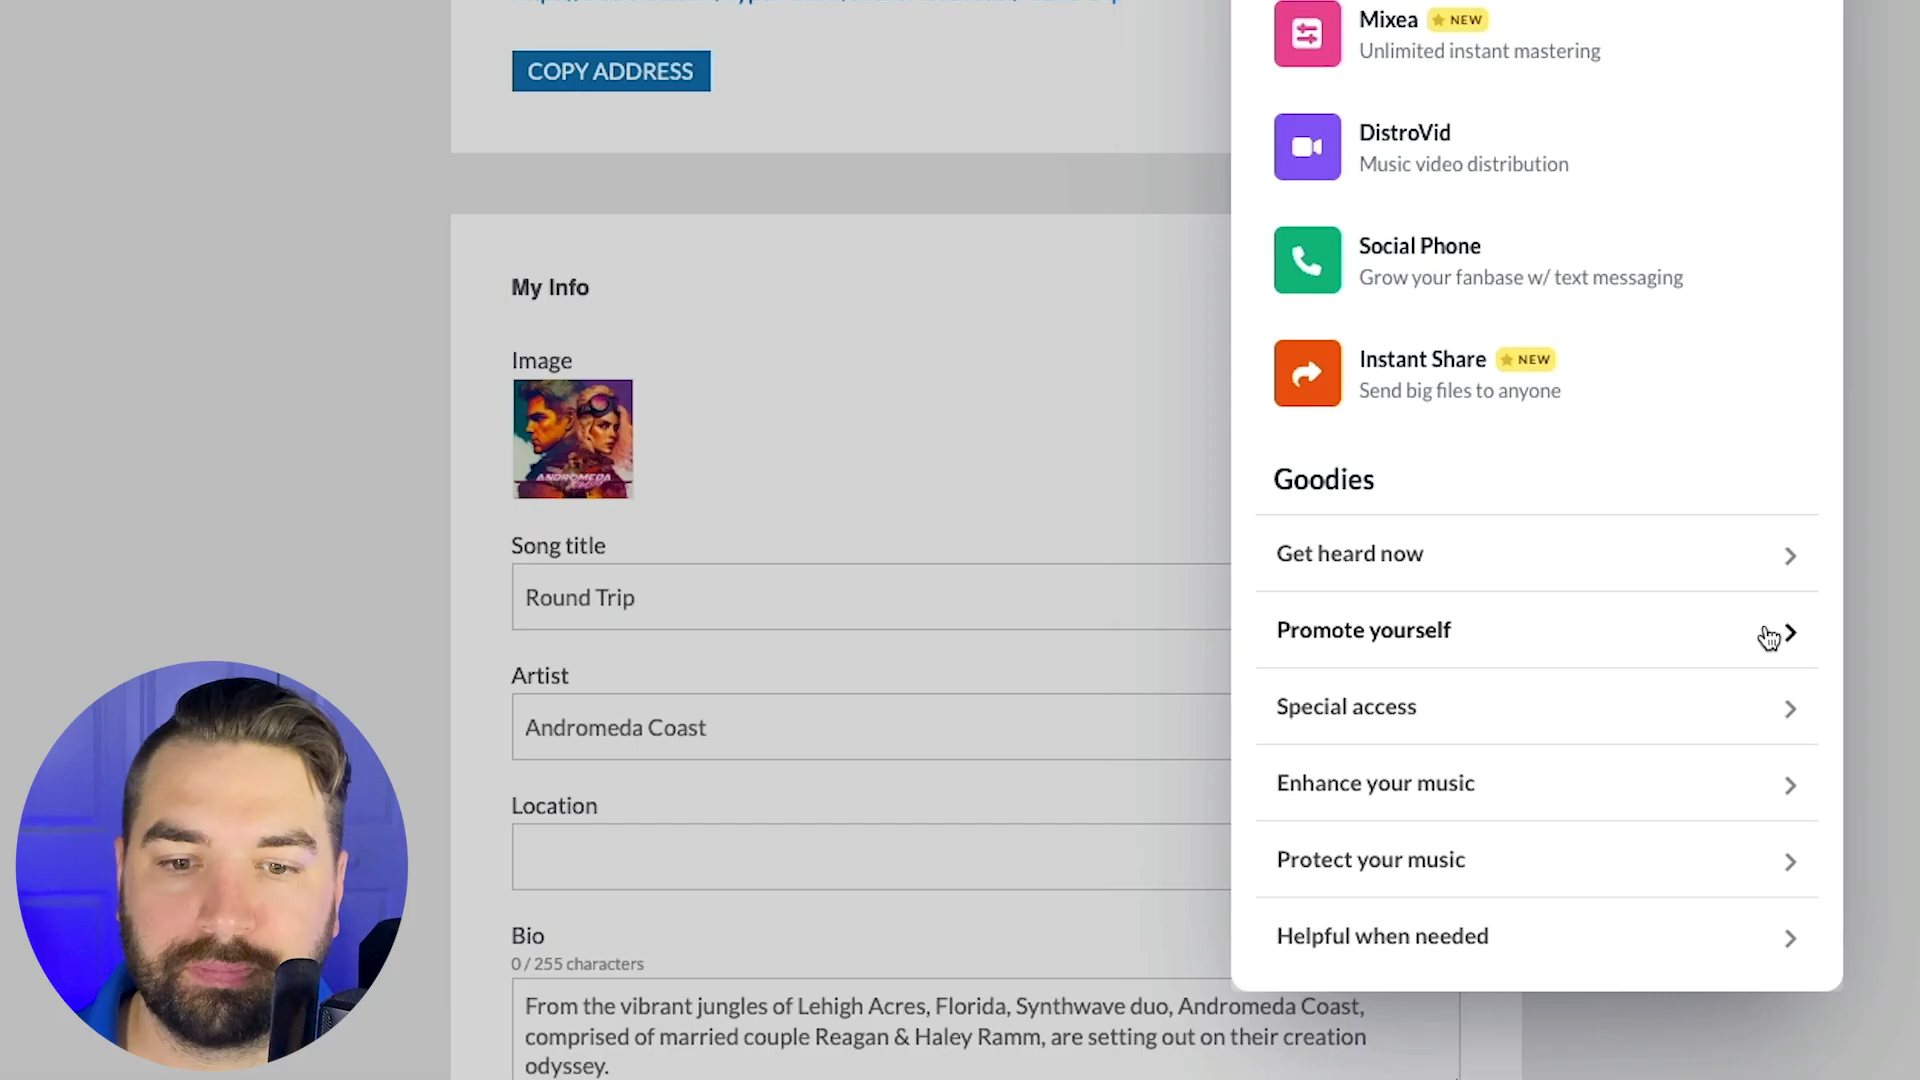 COPY ADDRESS
My Info
Image
ANDROMEDA
Song title
Round Trip
Artist
Andromeda Coast
Location
Bio
0 / 255 characters
From the vibrant jungles of Lehigh Acres, Florida, Synthwave duo, Andromeda Coast,
comprised of married couple Reagan & Haley Ramm, are setting out on their creation
odyssey.
Mixea NEW
Unlimited instant mastering
DistroVid
Music video distribution
Social Phone
Grow your fanbase w/ text messaging
Instant Share NEW
Send big files to anyone
Goodies
Get heard now
Promote yourself
Special access
Enhance your music
Protect your music
Helpful when needed